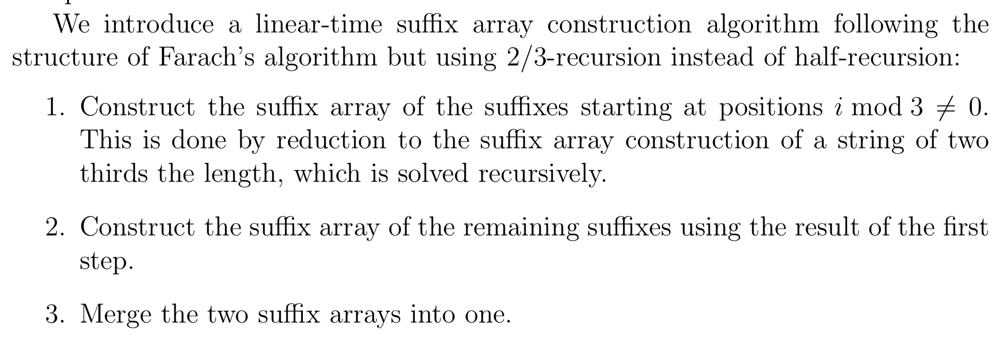 We introduce a linear-time suffix array construction algorithm following the
structure of Farach's algorithm but using 2/3-recursion instead of half-recursion:
1. Construct the suffix array of the suffixes starting at positions i mod 3 ≠ 0.
This is done by reduction to the suffix array construction of a string of two
thirds the length, which is solved recursively.
2. Construct the suffix array of the remaining suffixes using the result of the first
step.
3. Merge the two suffix arrays into one.